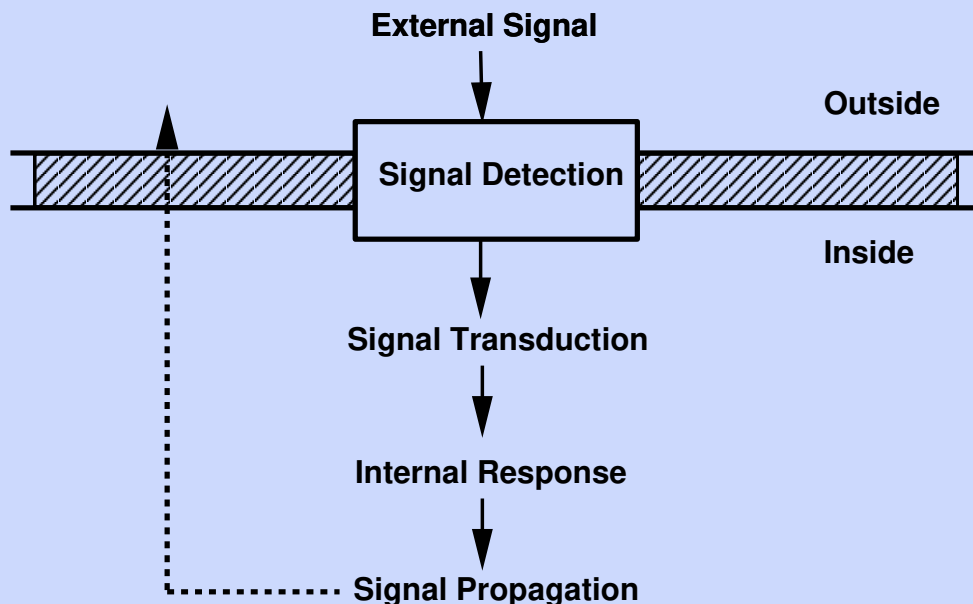 External Signal
Outside
Signal Detection
Inside
Signal Transduction
Internal Response
Signal Propagation